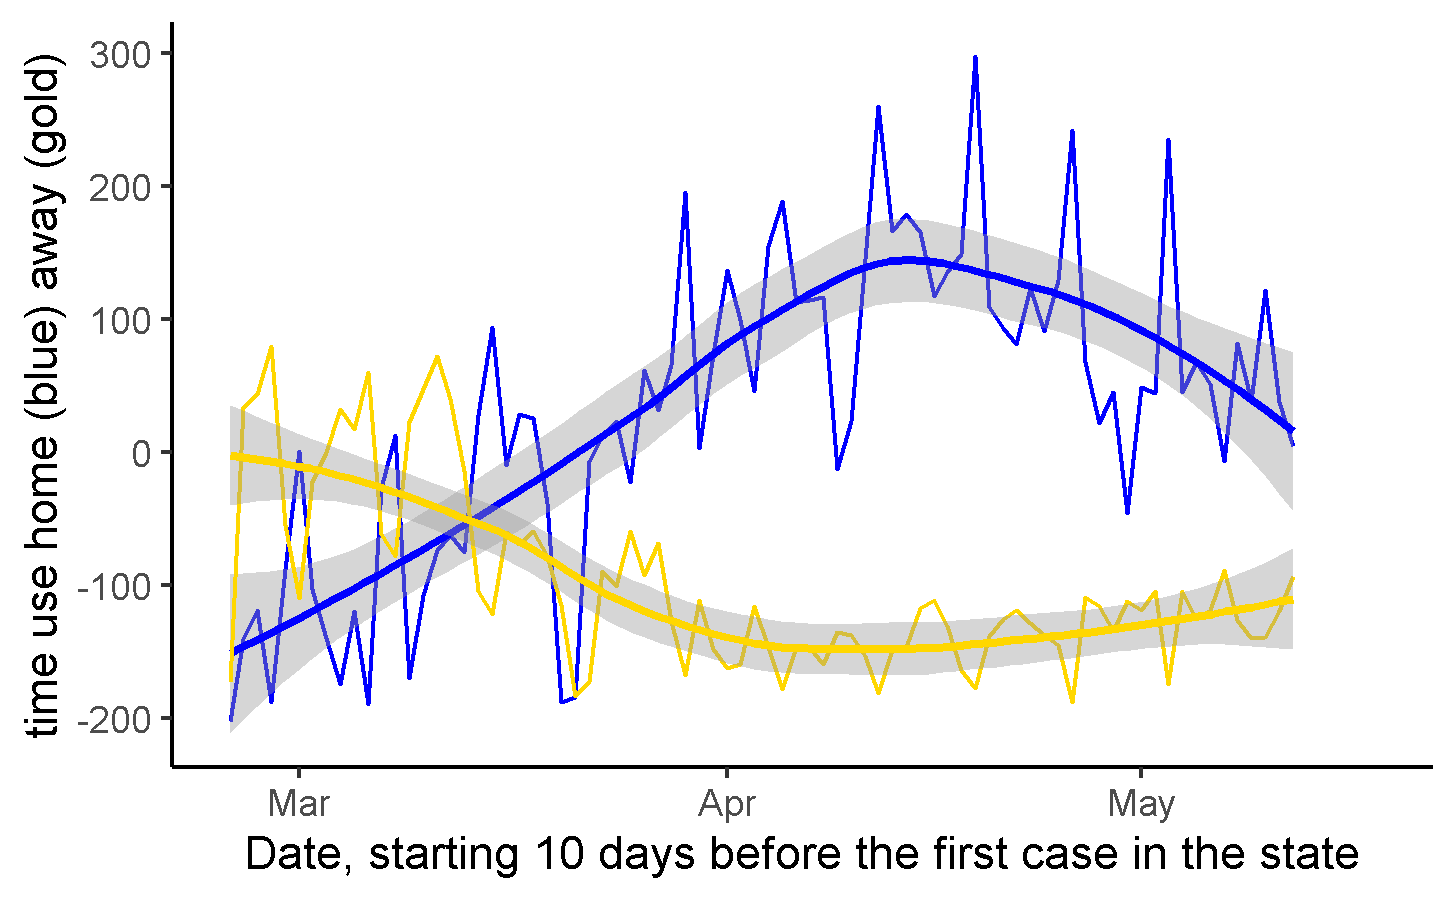 time use home (blue) away (gold)
300
200
100
0
-100
-200
Mar
Apr
May
Date, starting 10 days before the first case in the state